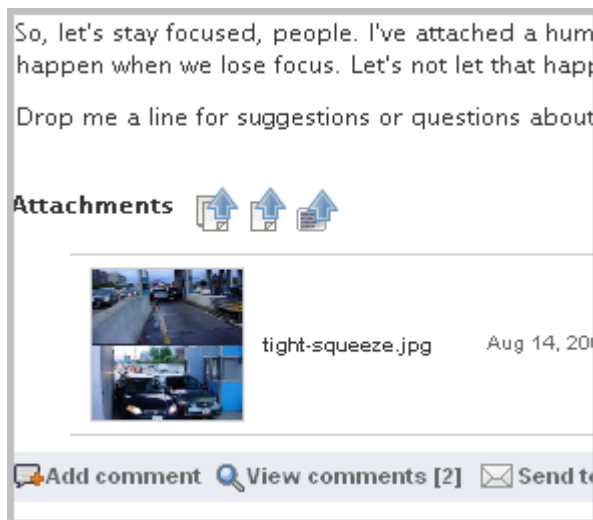 So, let's stay focused, people. I've attached a hum
happen when we lose focus. Let's not let that happ
Drop me a line for suggestions or questions about
Attachments
tight-squeeze.jpg Aug 14, 200
Add comment View comments [2] Send to